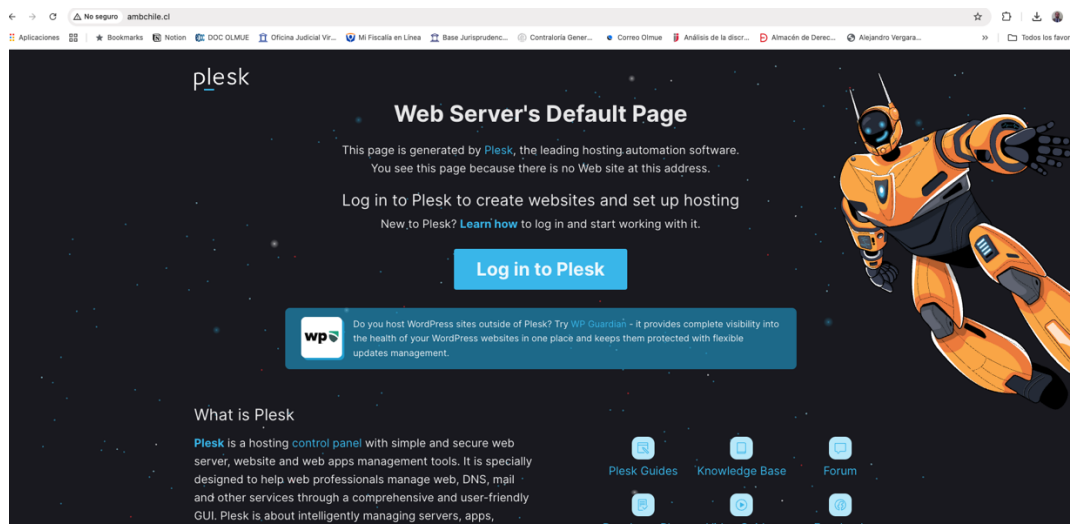 No seguro ambchile.cl
Aplicaciones Bookmarks Notion DOC OLMUE Oficina Judicial Vir... Mi Fiscalía en Línea Base Jurisprudenc... Contraloría Gener... Correo Olmue Análisis de la discr... Almacén de Derec... Alejandro Vergara... » Todos los favor
plesk
Web Server's Default Page
This page is generated by Plesk, the leading hosting automation software.
You see this page because there is no Web site at this address.
Log in to Plesk to create websites and set up hosting
New to Plesk? Learn how to log in and start working with it.
Log in to Plesk
wp
Do you host WordPress sites outside of Plesk? Try WP Guardian - it provides complete visibility into
the health of your WordPress websites in one place and keeps them protected with flexible
updates management.
What is Plesk
Plesk is a hosting control panel with simple and secure web
server, website and web apps management tools. It is specially
designed to help web professionals manage web, DNS, mail
and other services through a comprehensive and user-friendly
GUI. Plesk is about intelligently managing servers, apps,
Plesk Guides Knowledge Base Forum